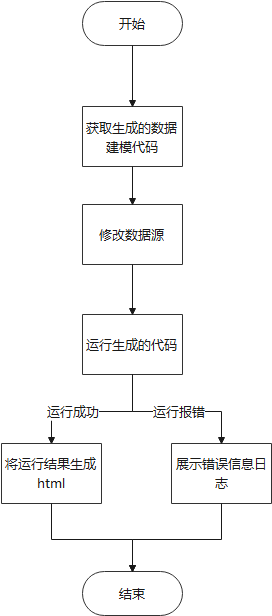 开始
获取生成的数据
建模代码
修改数据源
运行生成的代码
运行成功
运行报错
将运行结果生成
html
展示错误信息日
志
结束